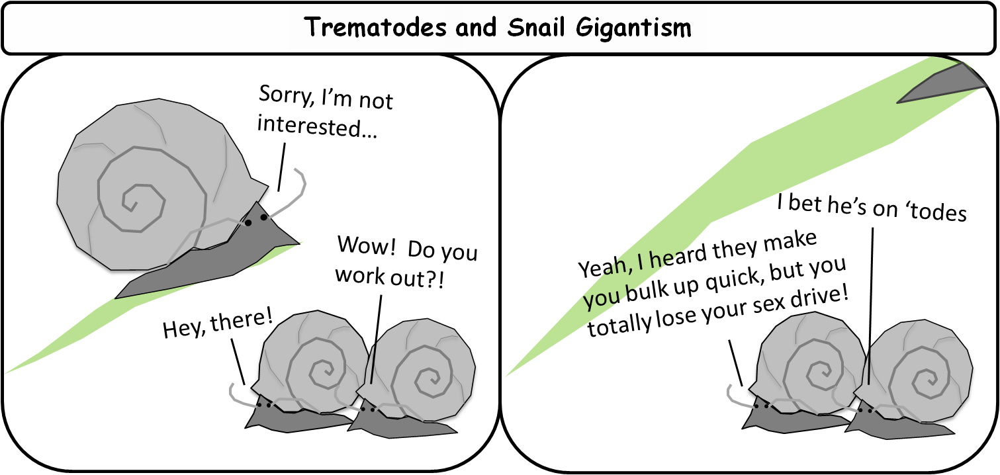 Trematodes and Snail Gigantism
Sorry, I'm not
interested...
Wow!  Do you
work out?!
Hey, there!
I bet he's on ‘todes
Yeah, I heard they make
you bulk up quick, but you
totally lose your sex drive!